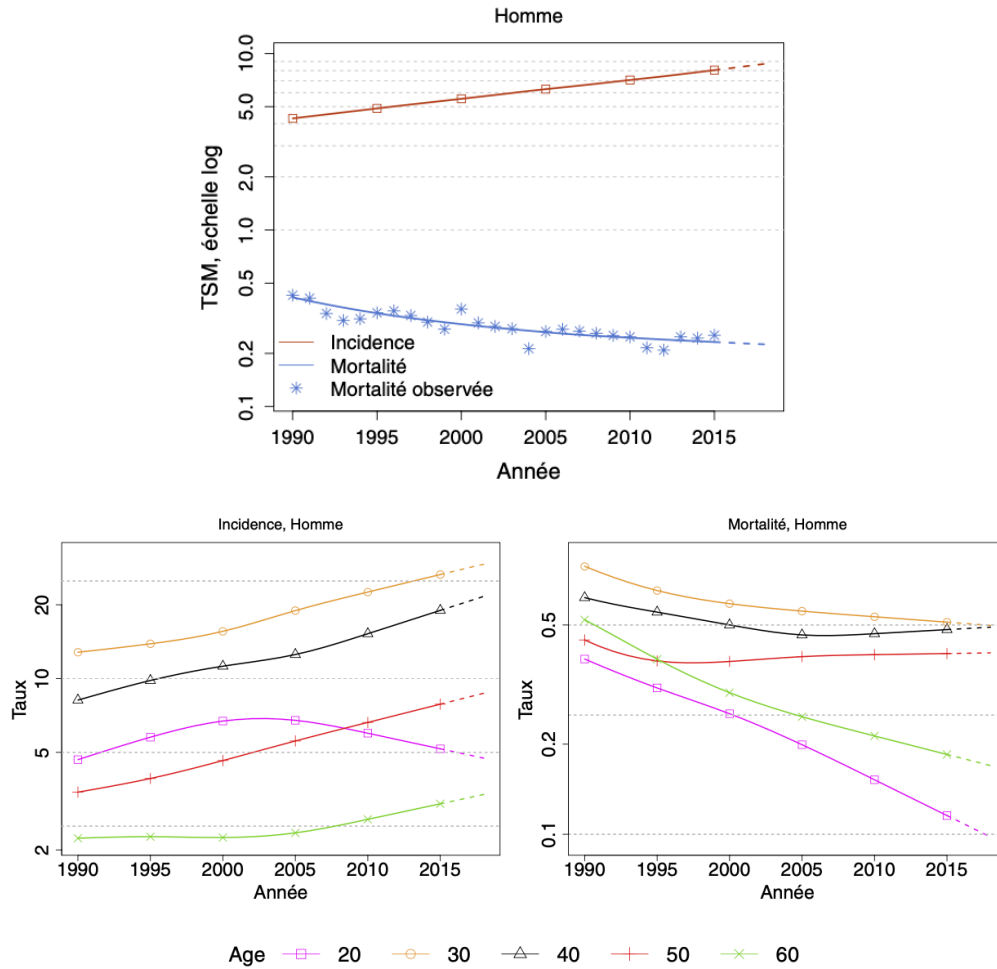 Homme
TSM, échelle log
10.0
5.0
2.0
1.0
0.5
0.2
0.1
Incidence
Mortalité
Mortalité observée
1990 1995 2000 2005 2010 2015
Année
Incidence, Homme
Taux
20
10
5
2
1990 1995 2000 2005 2010 2015
Année
Mortalité, Homme
Taux
0.5
0.2
0.1
1990 1995 2000 2005 2010 2015
Année
Age 20 30 40 50 60